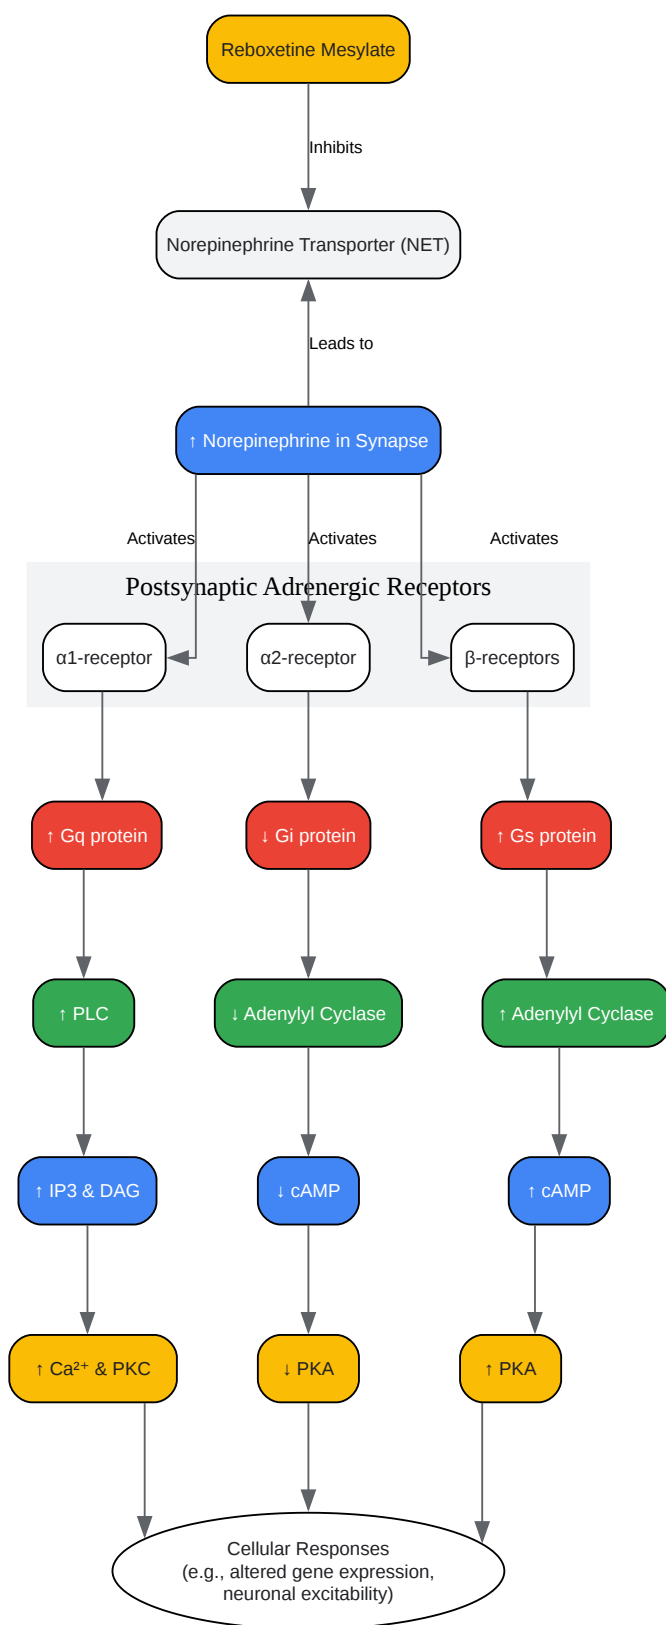 Reboxetine Mesylate
Inhibits
Norepinephrine Transporter (NET)
Leads to
↑ Norepinephrine in Synapse
Activates
Activates
Activates
Postsynaptic Adrenergic Receptors
α1-receptor
α2-receptor
β-receptors
↑ Gq protein
↓ Gi protein
↑ Gs protein
↑ PLC
↓ Adenylyl Cyclase
↑ Adenylyl Cyclase
↑ IP3 & DAG
↓ cAMP
↑ cAMP
↑ Ca²⁺ & PKC
↓ PKA
↑ PKA
Cellular Responses
(e.g., altered gene expression,
neuronal excitability)